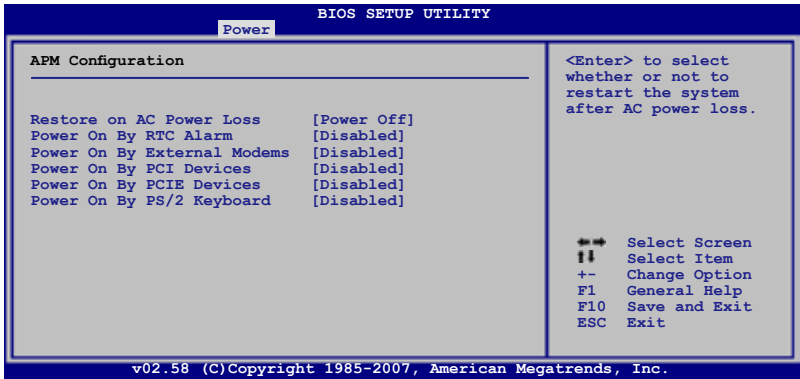 BIOS SETUP UTILITY
Power
APM Configuration
Restore on AC Power Loss [Power Off]
Power On By RTC Alarm [Disabled]
Power On By External Modems [Disabled]
Power On By PCI Devices [Disabled]
Power On By PCIE Devices [Disabled]
Power On By PS/2 Keyboard [Disabled]
<Enter> to select
whether or not to
restart the system
after AC power loss.
Select Screen
Select Item
+- Change Option
F1 General Help
F10 Save and Exit
ESC Exit
v02.58 (C)Copyright 1985-2007, American Megatrends, Inc.